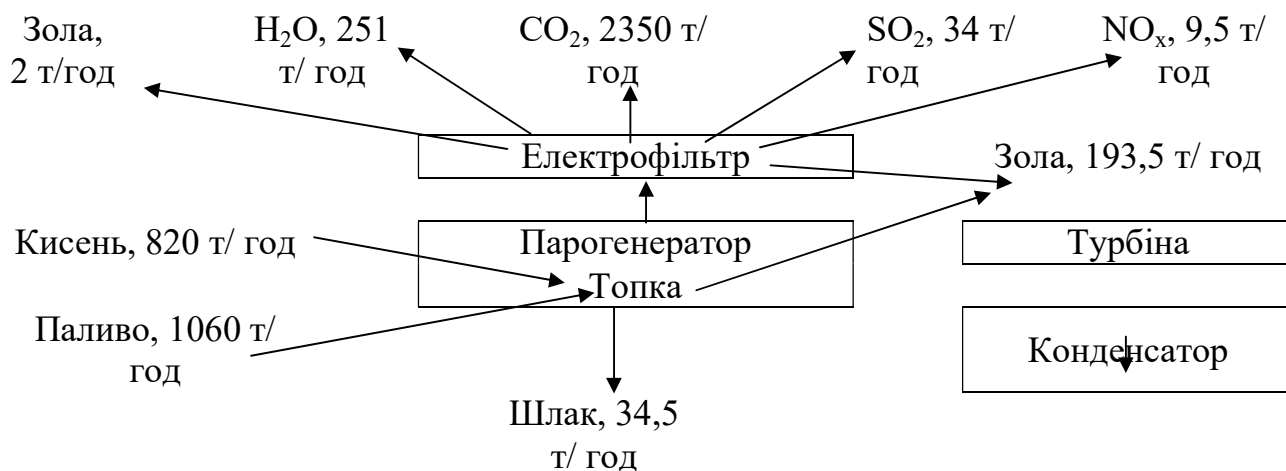 Зола,
2 т/год
H₂O, 251
т/ год
CO₂, 2350 т/
год
SO₂, 34 т/
год
NOₓ, 9,5 т/
год
Електрофільтр
Зола, 193,5 т/ год
Кисень, 820 т/ год
Парогенератор
Топка
Турбіна
Паливо, 1060 т/
год
Конденсатор
Шлак, 34,5
т/ год